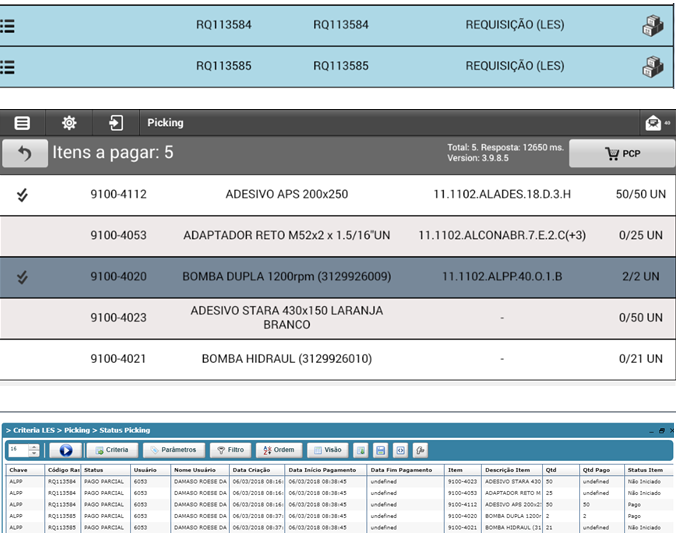 RQ113584 RQ113584 REQUISIÇÃO (LES)
RQ113585 RQ113585 REQUISIÇÃO (LES)
Picking
Itens a pagar: 5
Total: 5. Resposta: 12650 ms.
Version: 3.9.8.5
PCP
9100-4112 ADESIVO APS 200x250 11.1102.ALADES.18.D.3.H 50/50 UN
9100-4053 ADAPTADOR RETO M52x2 x 1.5/16"UN 11.1102.ALCONABR.7.E.2.C(+3) 0/25 UN
9100-4020 BOMBA DUPLA 1200rpm (3129926009) 11.1102.ALPP.40.O.1.B 2/2 UN
9100-4023 ADESIVO STARA 430x150 LARANJA
BRANCO - 0/50 UN
9100-4021 BOMBA HIDRAUL (3129926010) - 0/21 UN
> Criteria LES > Picking > Status Picking
16 Criteria Parâmetros Filtro Ordem Visão
Chave Código Ras Status Usuário Nome Usuário Data Criação Data Início Pagamento Data Fim Pagamento Item Descrição Item Qtd Qtd Pago Status Item
ALPP RQ113584 PAGO PARCIAL 6053 DAMASO ROESE DA 06/03/2018 08:16: 06/03/2018 08:38:45 undefined 9100-4023 ADESIVO STARA 430 50 undefined Não Iniciado
ALPP RQ113584 PAGO PARCIAL 6053 DAMASO ROESE DA 06/03/2018 08:16: 06/03/2018 08:38:45 undefined 9100-4053 ADAPTADOR RETO M 25 undefined Não Iniciado
ALPP RQ113584 PAGO PARCIAL 6053 DAMASO ROESE DA 06/03/2018 08:16: 06/03/2018 08:38:45 undefined 9100-4112 ADESIVO APS 200x2 50 50 Pago
ALPP RQ113585 PAGO PARCIAL 6053 DAMASO ROESE DA 06/03/2018 08:37: 06/03/2018 08:38:45 undefined 9100-4020 BOMBA DUPLA 1200r 2 2 Pago
ALPP RQ113585 PAGO PARCIAL 6053 DAMASO ROESE DA 06/03/2018 08:37: 06/03/2018 08:38:45 undefined 9100-4021 BOMBA HIDRAUL (31 21 undefined Não Iniciado